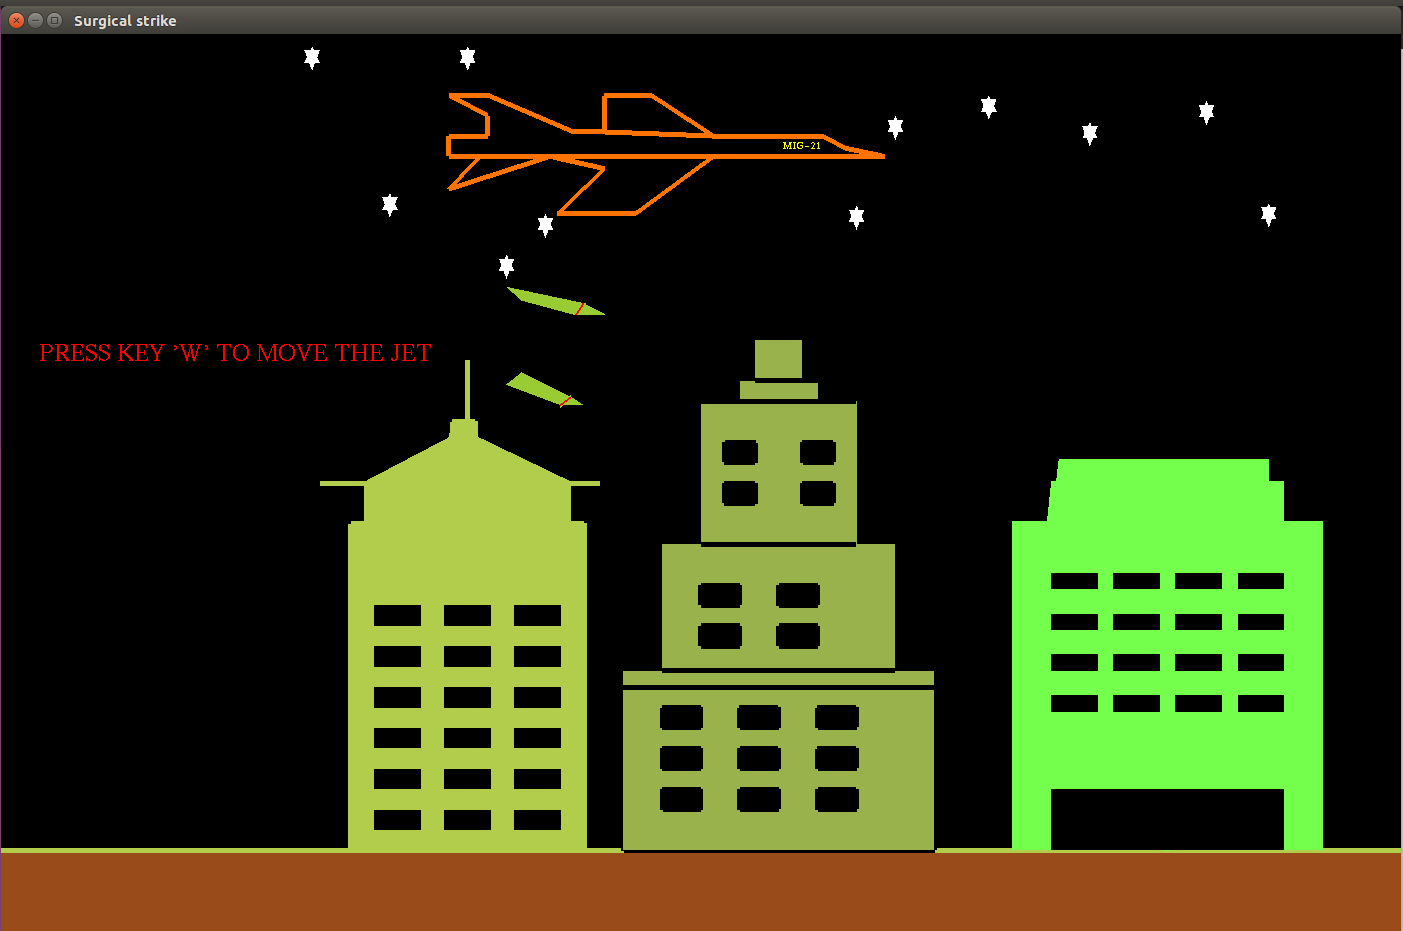 Surgical strike
MIG-21
PRESS KEY 'W' TO MOVE THE JET